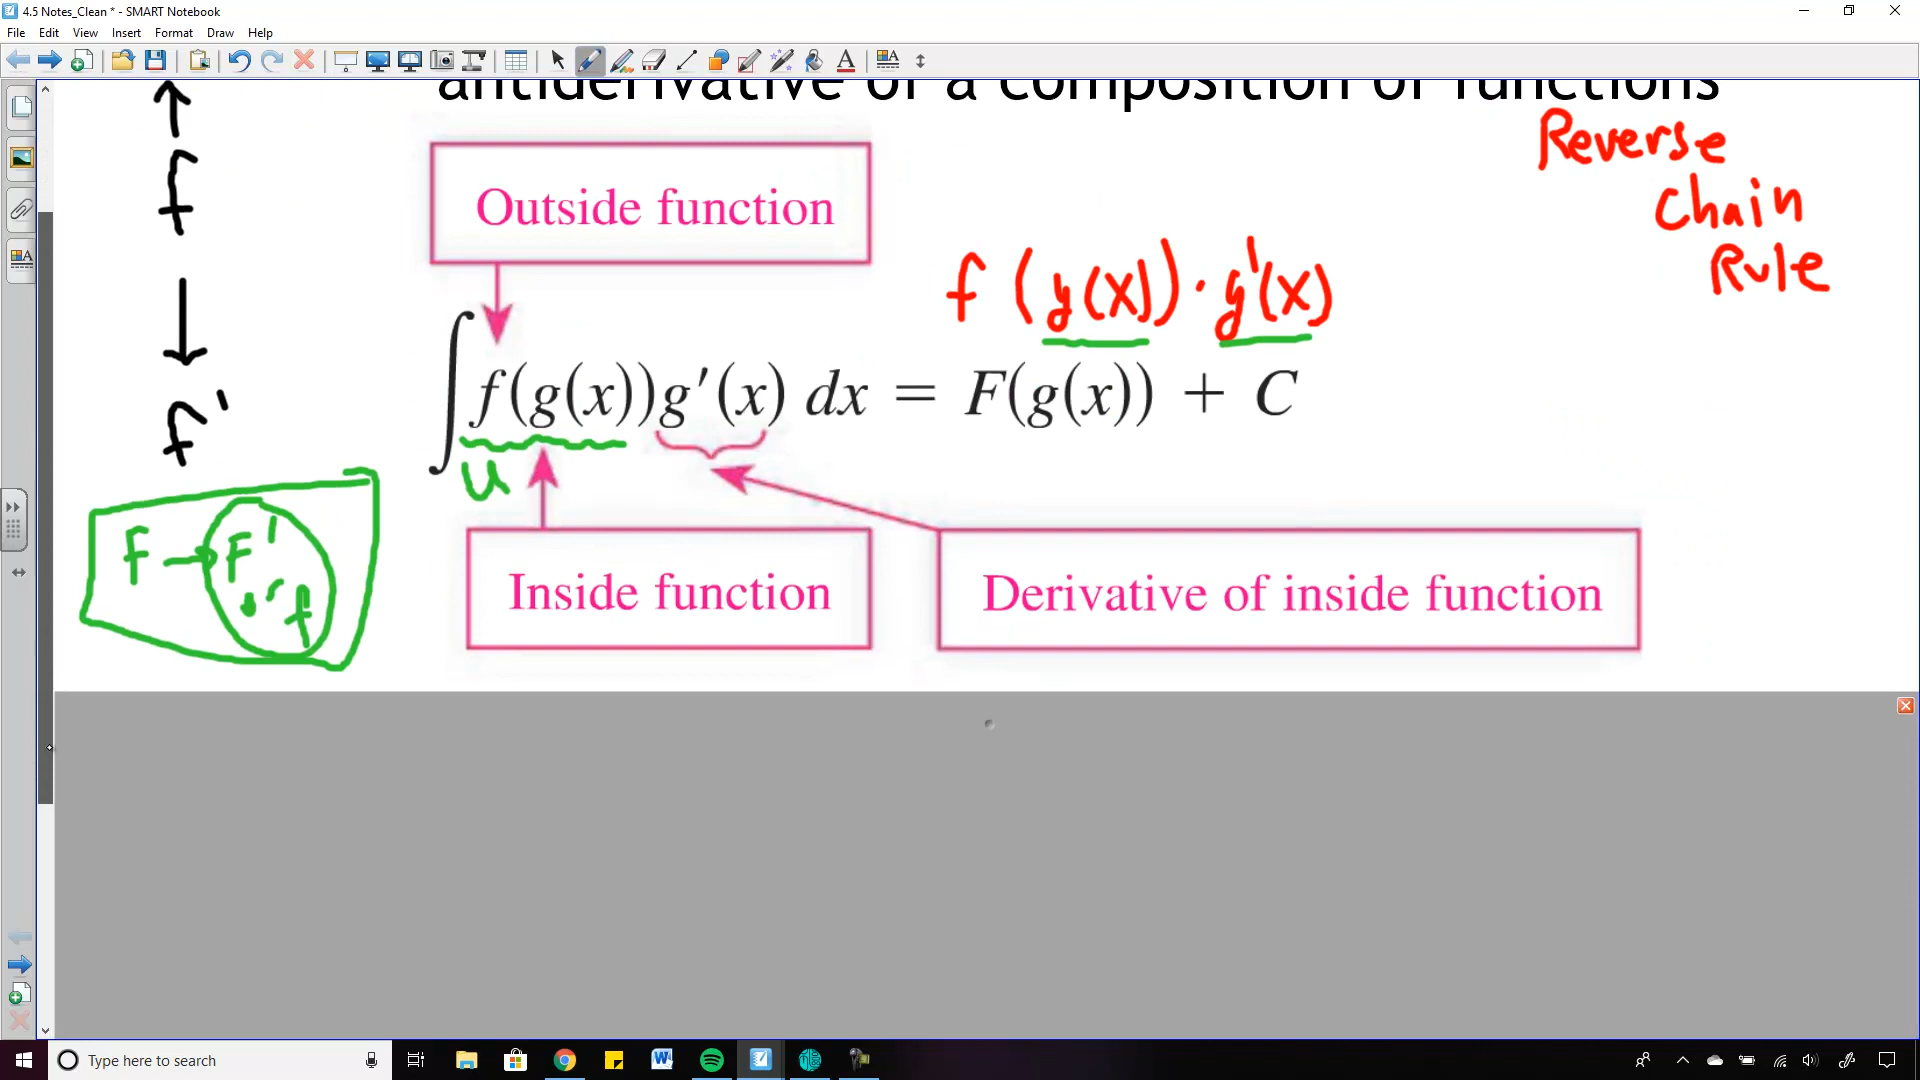 4.5 Notes_Clean * - SMART Notebook
File Edit View Insert Format Draw Help
antiderivative of a composition of functions
Reverse
Chain
Rule
f
f'
Outside function
f(g(x))·g'(x)
∫f(g(x))g′(x) dx = F(g(x)) + C
u
Inside function
Derivative of inside function
F → F'
f
Type here to search